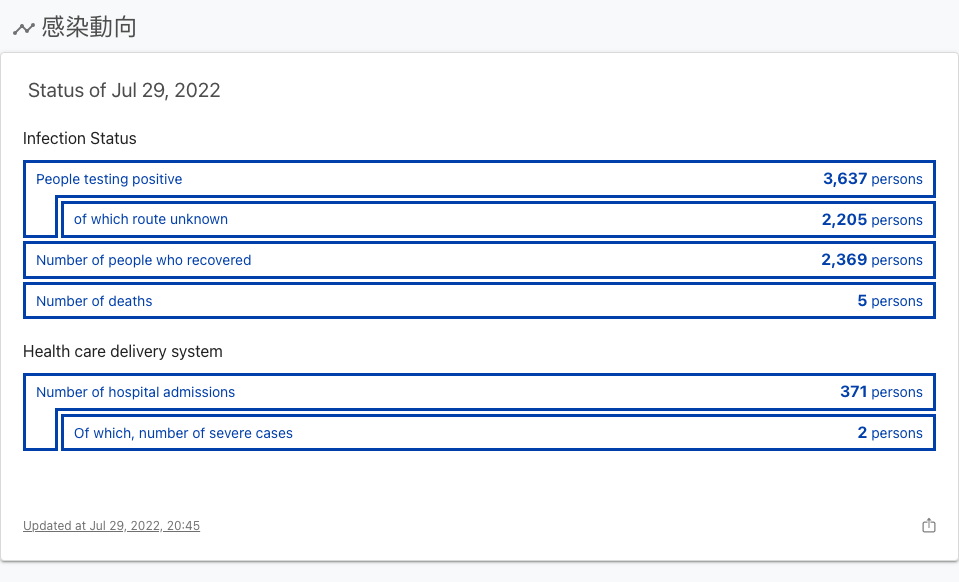 感染動向
Status of Jul 29, 2022
Infection Status
People testing positive 3,637 persons
of which route unknown 2,205 persons
Number of people who recovered 2,369 persons
Number of deaths 5 persons
Health care delivery system
Number of hospital admissions 371 persons
Of which, number of severe cases 2 persons
Updated at Jul 29, 2022, 20:45